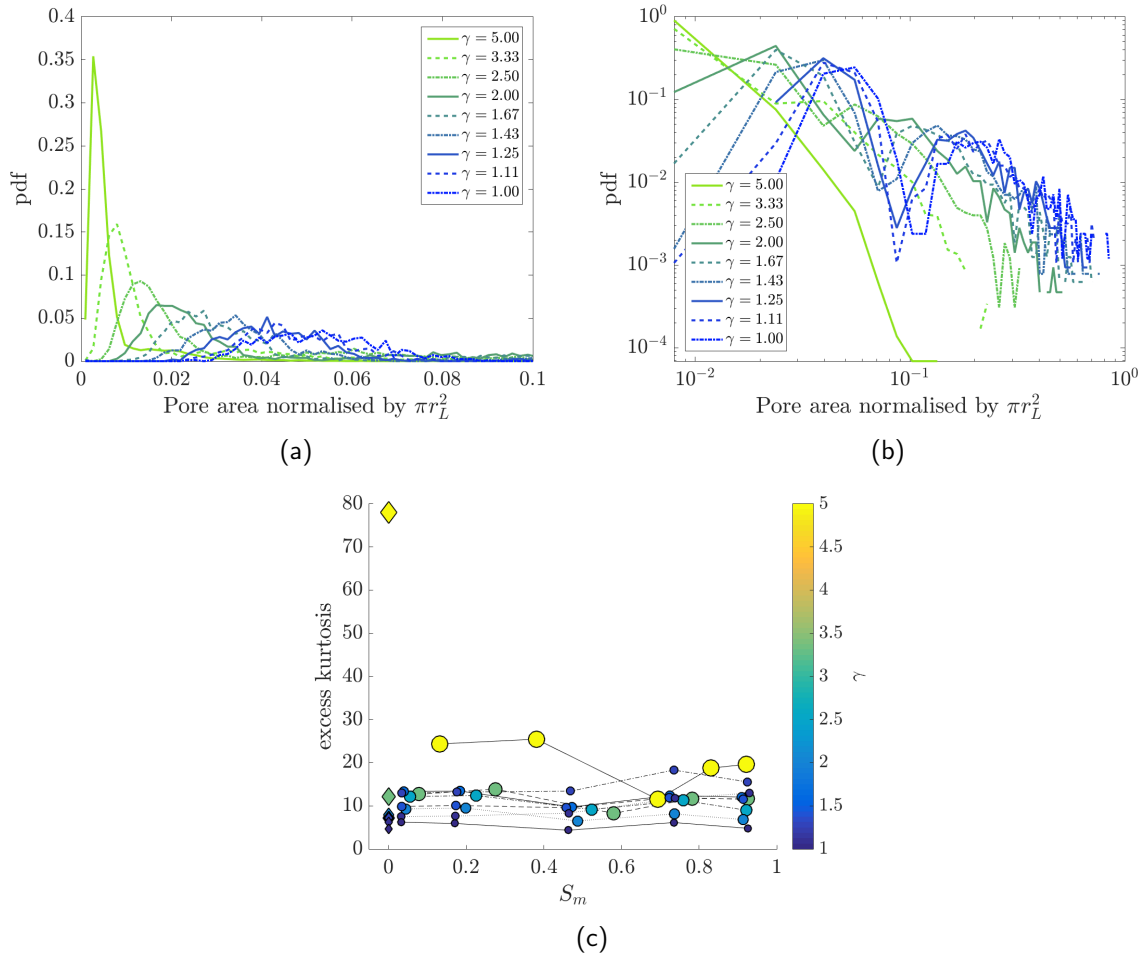 0.4
0.35
0.3
0.25
0.2
0.15
0.1
0.05
0
pdf
0
0.02
0.04
0.06
0.08
0.1
Pore area normalised by πr_L^2
γ = 5.00
γ = 3.33
γ = 2.50
γ = 2.00
γ = 1.67
γ = 1.43
γ = 1.25
γ = 1.11
γ = 1.00
(a)
10^0
10^{-1}
10^{-2}
10^{-3}
10^{-4}
pdf
γ = 5.00
γ = 3.33
γ = 2.50
γ = 2.00
γ = 1.67
γ = 1.43
γ = 1.25
γ = 1.11
γ = 1.00
10^{-2}
10^{-1}
10^0
Pore area normalised by πr_L^2
(b)
80
70
60
50
40
30
20
10
0
excess kurtosis
0
0.2
0.4
0.6
0.8
1
S_m
5
4.5
4
3.5
3
2.5
2
1.5
1
γ
(c)